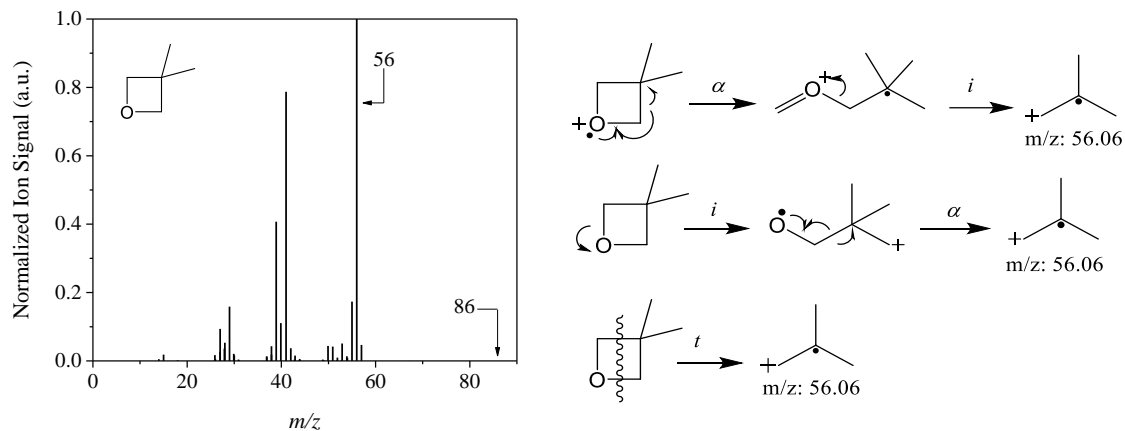 Normalized Ion Signal (a.u.)
1.0
0.8
0.6
0.4
0.2
0.0
0
20
40
60
80
m/z
56
86
O
O
+
α
O
+
i
+
m/z: 56.06
O
i
O
+
α
+
m/z: 56.06
O
t
+
m/z: 56.06